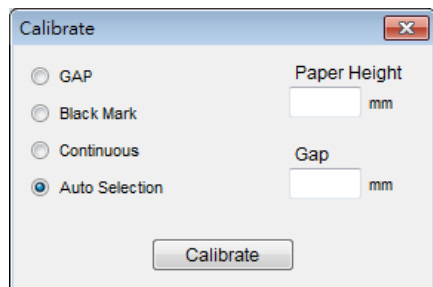 Calibrate
GAP
Black Mark
Continuous
Auto Selection
Paper Height
mm
Gap
mm
Calibrate